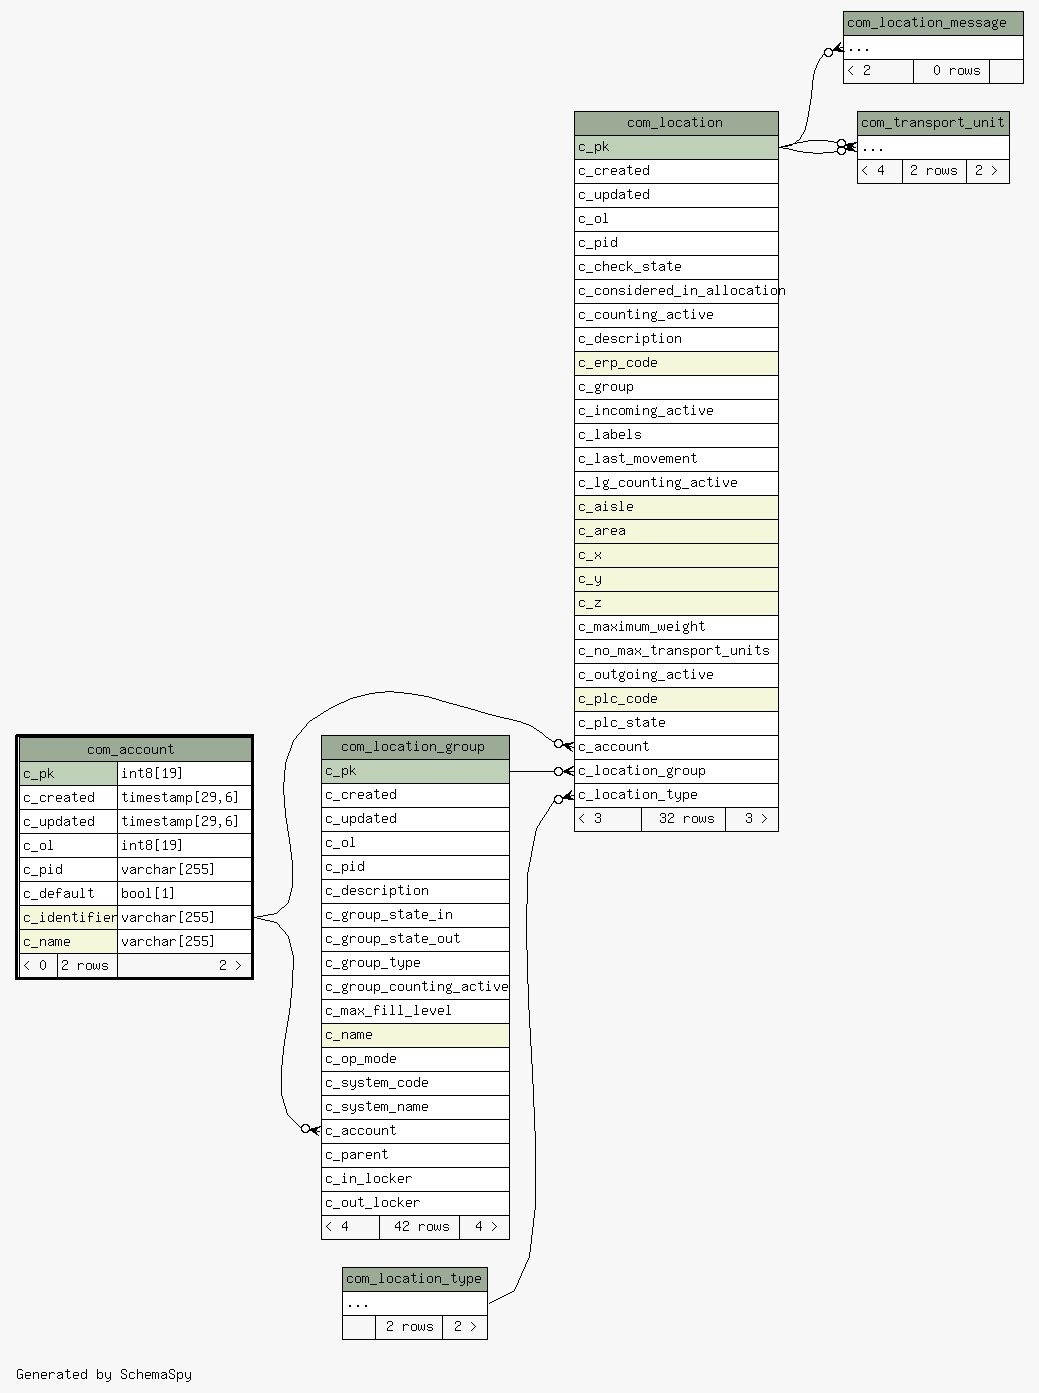 com_location_message
...
< 2 0 rows
com_transport_unit
...
< 4 2 rows 2 >
com_location
c_pk
c_created
c_updated
c_ol
c_pid
c_check_state
c_considered_in_allocation
c_counting_active
c_description
c_erp_code
c_group
c_incoming_active
c_labels
c_last_movement
c_lg_counting_active
c_aisle
c_area
c_x
c_y
c_z
c_maximum_weight
c_no_max_transport_units
c_outgoing_active
c_plc_code
c_plc_state
c_account
c_location_group
c_location_type
< 3 32 rows 3 >
com_account
c_pk int8[19]
c_created timestamp[29,6]
c_updated timestamp[29,6]
c_ol int8[19]
c_pid varchar[255]
c_default bool[1]
c_identifier varchar[255]
c_name varchar[255]
< 0 2 rows 2 >
com_location_group
c_pk
c_created
c_updated
c_ol
c_pid
c_description
c_group_state_in
c_group_state_out
c_group_type
c_group_counting_active
c_max_fill_level
c_name
c_op_mode
c_system_code
c_system_name
c_account
c_parent
c_in_locker
c_out_locker
< 4 42 rows 4 >
com_location_type
...
2 rows 2 >
Generated by SchemaSpy